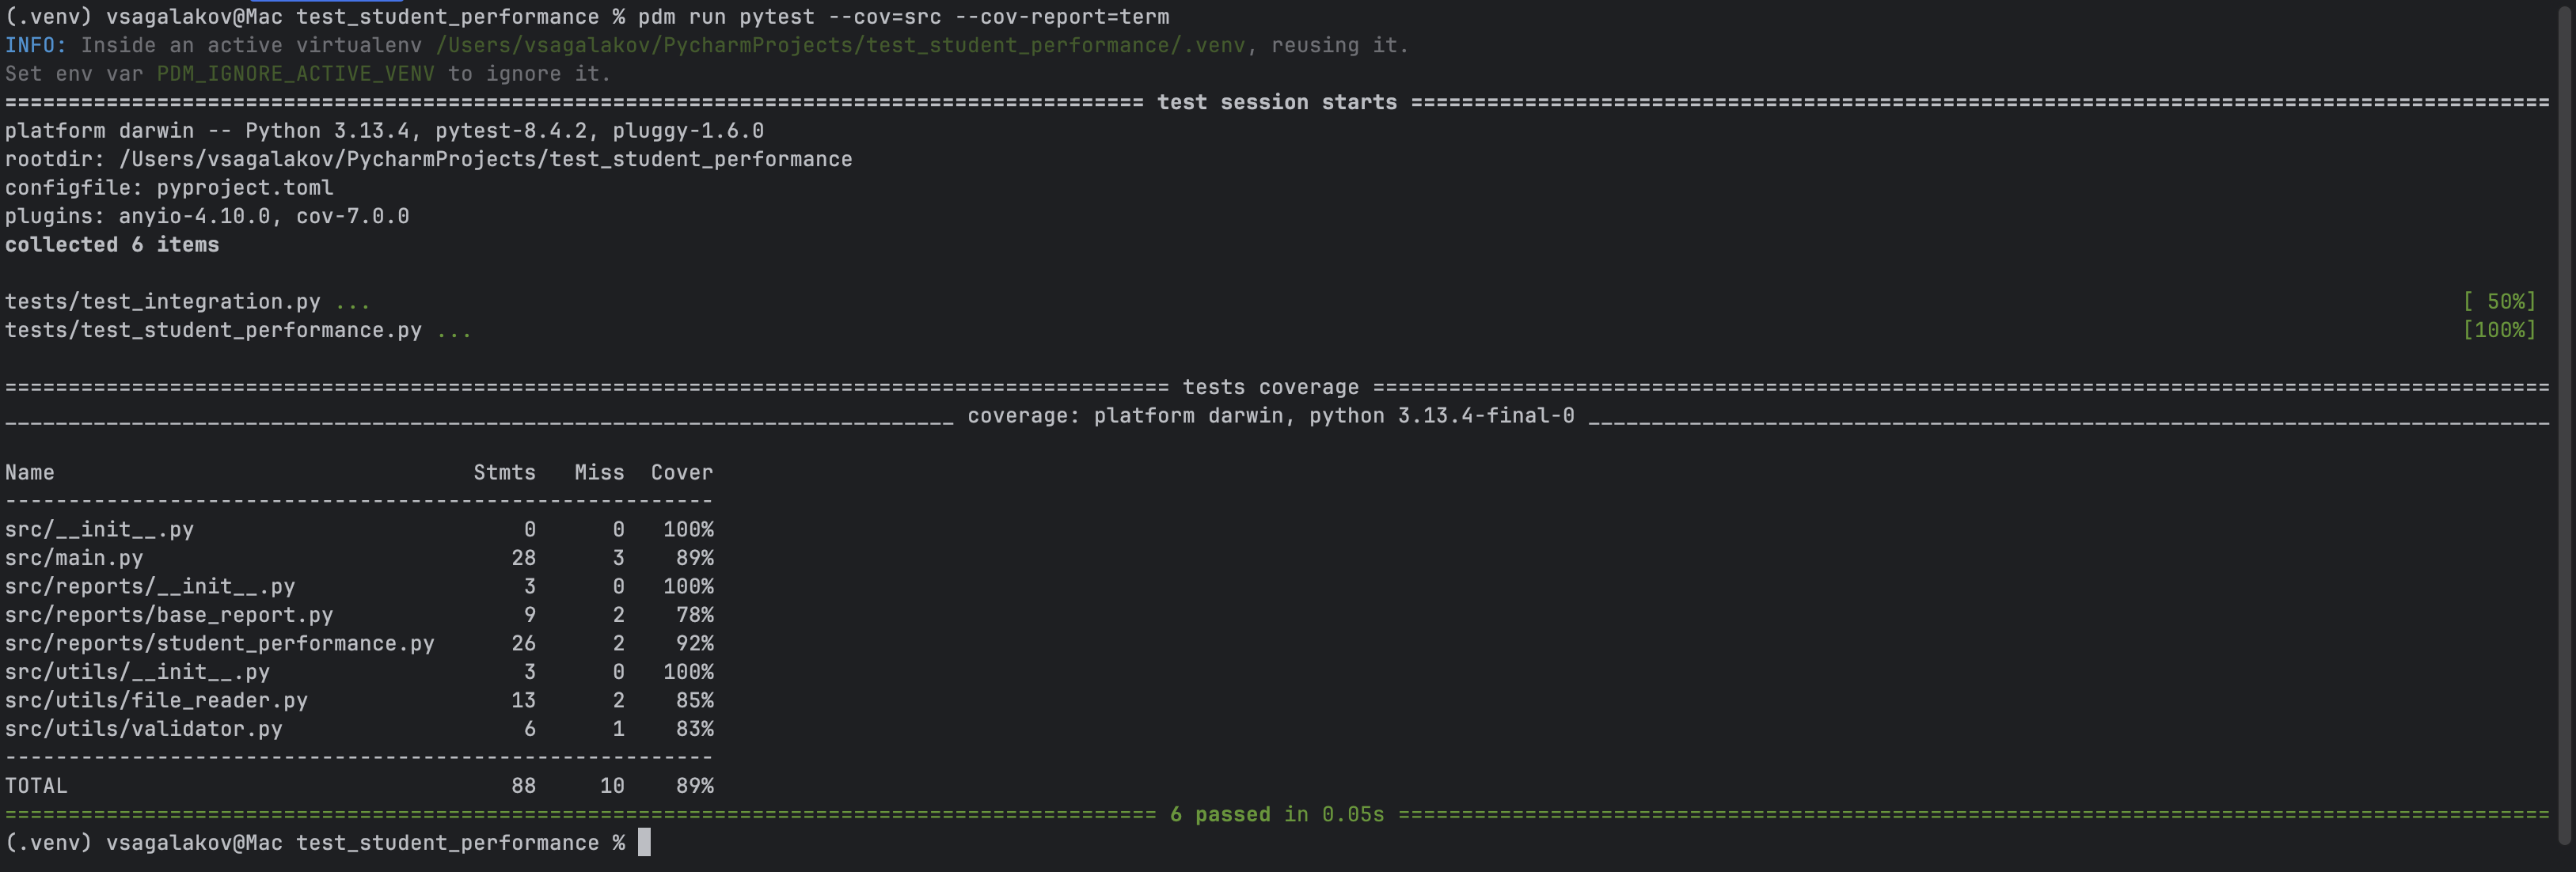 (.venv) vsagalakov@Mac test_student_performance % pdm run pytest --cov=src --cov-report=term
INFO: Inside an active virtualenv /Users/vsagalakov/PycharmProjects/test_student_performance/.venv, reusing it.
Set env var PDM_IGNORE_ACTIVE_VENV to ignore it.
========================================================================================== test session starts ==========================================================================================
platform darwin -- Python 3.13.4, pytest-8.4.2, pluggy-1.6.0
rootdir: /Users/vsagalakov/PycharmProjects/test_student_performance
configfile: pyproject.toml
plugins: anyio-4.10.0, cov-7.0.0
collected 6 items
tests/test_integration.py ... [ 50%]
tests/test_student_performance.py ... [100%]
============================================================================================ tests coverage =============================================================================================
___________________________________________________________________________ coverage: platform darwin, python 3.13.4-final-0 ____________________________________________________________________________
Name Stmts Miss Cover
--------------------------------------------------------
src/__init__.py 0 0 100%
src/main.py 28 3 89%
src/reports/__init__.py 3 0 100%
src/reports/base_report.py 9 2 78%
src/reports/student_performance.py 26 2 92%
src/utils/__init__.py 3 0 100%
src/utils/file_reader.py 13 2 85%
src/utils/validator.py 6 1 83%
--------------------------------------------------------
TOTAL 88 10 89%
=========================================================================================== 6 passed in 0.05s ===========================================================================================
(.venv) vsagalakov@Mac test_student_performance %